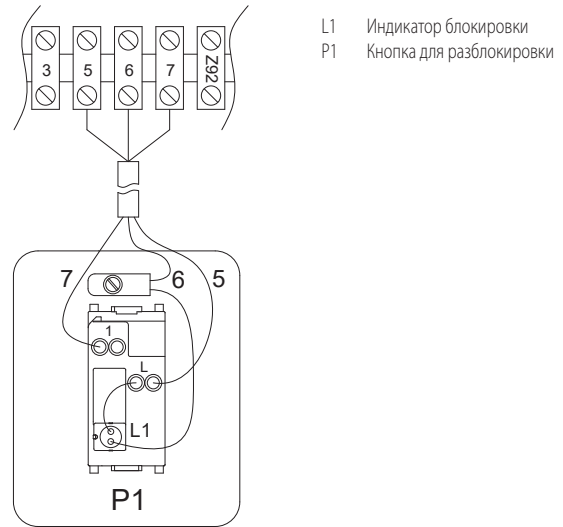 3 5 6 7 Z92
L1 Индикатор блокировки
P1 Кнопка для разблокировки
7 6 5
1
L
L1
P1